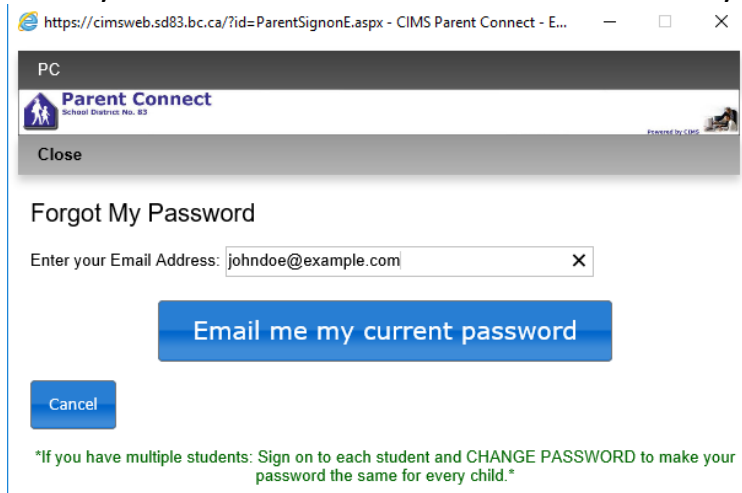 https://cimsweb.sd83.bc.ca/?id=ParentSignonE.aspx - CIMS Parent Connect - E...
PC
Parent Connect
School District No. 83
Powered by CIMS
Close
Forgot My Password
Enter your Email Address: johndoe@example.com
Email me my current password
Cancel
*If you have multiple students: Sign on to each student and CHANGE PASSWORD to make your
password the same for every child.*